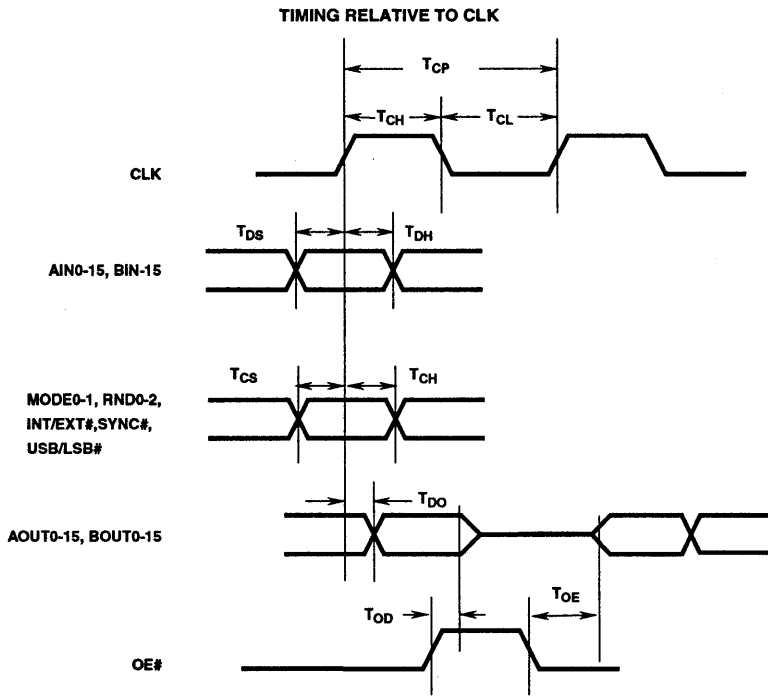 TIMING RELATIVE TO CLK
TCP
TCH
TCL
CLK
TDS
TDH
AIN0-15, BIN-15
TCS
TCH
MODE0-1, RND0-2,
INT/EXT#,SYNC#,
USB/LSB#
TDO
AOUT0-15, BOUT0-15
TOD
TOE
OE#